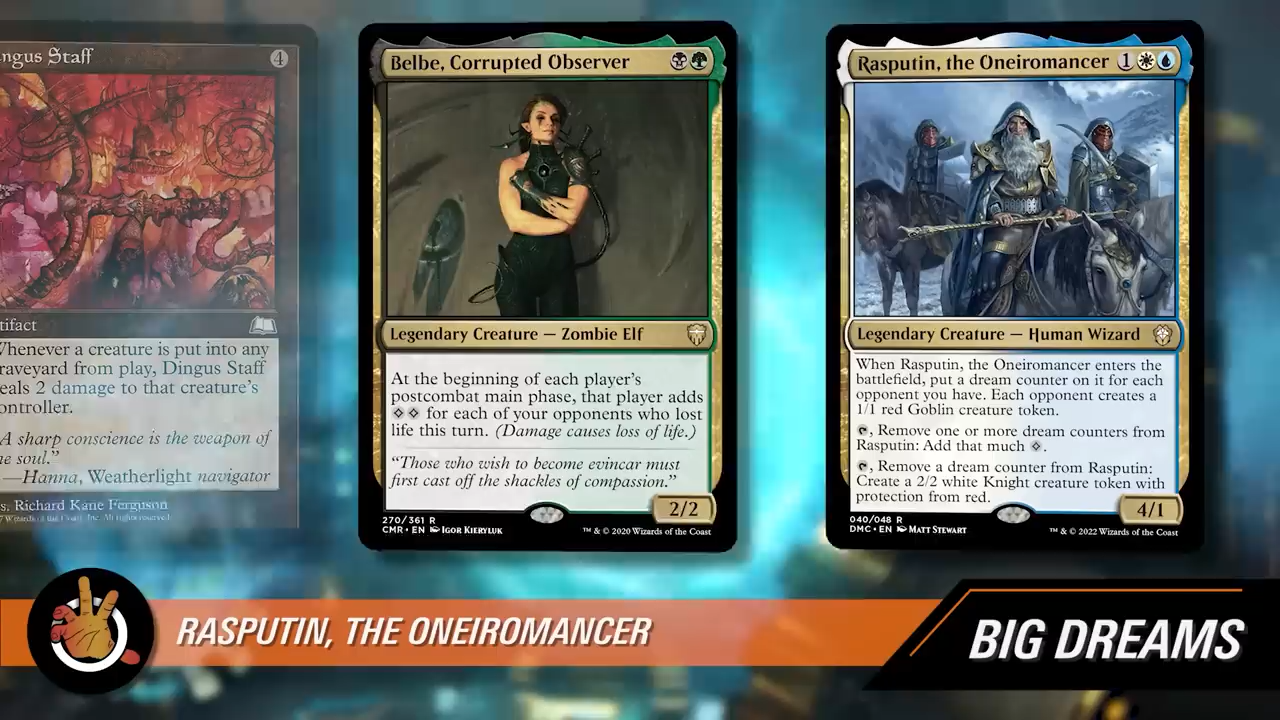 ngus Staff
4
tifact
henever a creature is put into any
raveyard from play, Dingus Staff
eals 2 damage to that creature's
ontroller.
A sharp conscience is the weapon of
e soul."
—Hanna, Weatherlight navigator
s. Richard Kane Ferguson
Belbe, Corrupted Observer
Legendary Creature — Zombie Elf
At the beginning of each player's
postcombat main phase, that player adds
for each of your opponents who lost
life this turn. (Damage causes loss of life.)
"Those who wish to become evincar must
first cast off the shackles of compassion."
2/2
270/361 R
CMR • EN Igor Kieryluk
™ & © 2020 Wizards of the Coast
Rasputin, the Oneiromancer 1
Legendary Creature — Human Wizard
When Rasputin, the Oneiromancer enters the
battlefield, put a dream counter on it for each
opponent you have. Each opponent creates a
1/1 red Goblin creature token.
, Remove one or more dream counters from
Rasputin: Add that much .
, Remove a dream counter from Rasputin:
Create a 2/2 white Knight creature token with
protection from red.
4/1
040/048 R
DMC • EN Matt Stewart
™ & © 2022 Wizards of the Coast
RASPUTIN, THE ONEIROMANCER
BIG DREAMS